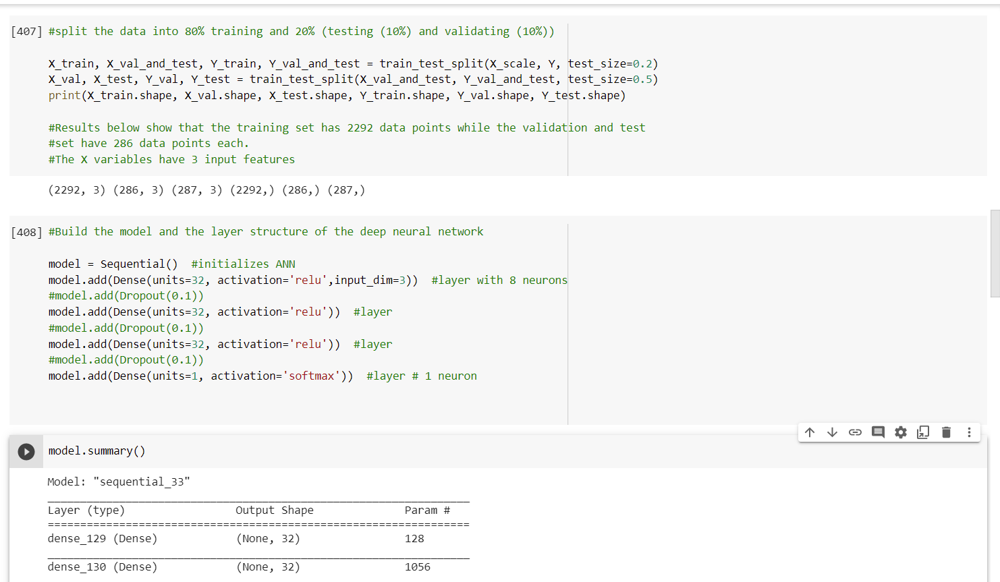 [407] #split the data into 80% training and 20% (testing (10%) and validating (10%))
X_train, X_val_and_test, Y_train, Y_val_and_test = train_test_split(X_scale, Y, test_size=0.2)
X_val, X_test, Y_val, Y_test = train_test_split(X_val_and_test, Y_val_and_test, test_size=0.5)
print(X_train.shape, X_val.shape, X_test.shape, Y_train.shape, Y_val.shape, Y_test.shape)
#Results below show that the training set has 2292 data points while the validation and test
#set have 286 data points each.
#The X variables have 3 input features
(2292, 3) (286, 3) (287, 3) (2292,) (286,) (287,)
[408] #Build the model and the layer structure of the deep neural network
model = Sequential()  #initializes ANN
model.add(Dense(units=32, activation='relu',input_dim=3))  #layer with 8 neurons
#model.add(Dropout(0.1))
model.add(Dense(units=32, activation='relu'))  #layer
#model.add(Dropout(0.1))
model.add(Dense(units=32, activation='relu'))  #layer
#model.add(Dropout(0.1))
model.add(Dense(units=1, activation='softmax'))  #layer # 1 neuron
model.summary()
Model: "sequential_33"
Layer (type) Output Shape Param #
=================================================================
dense_129 (Dense) (None, 32) 128
dense_130 (Dense) (None, 32) 1056